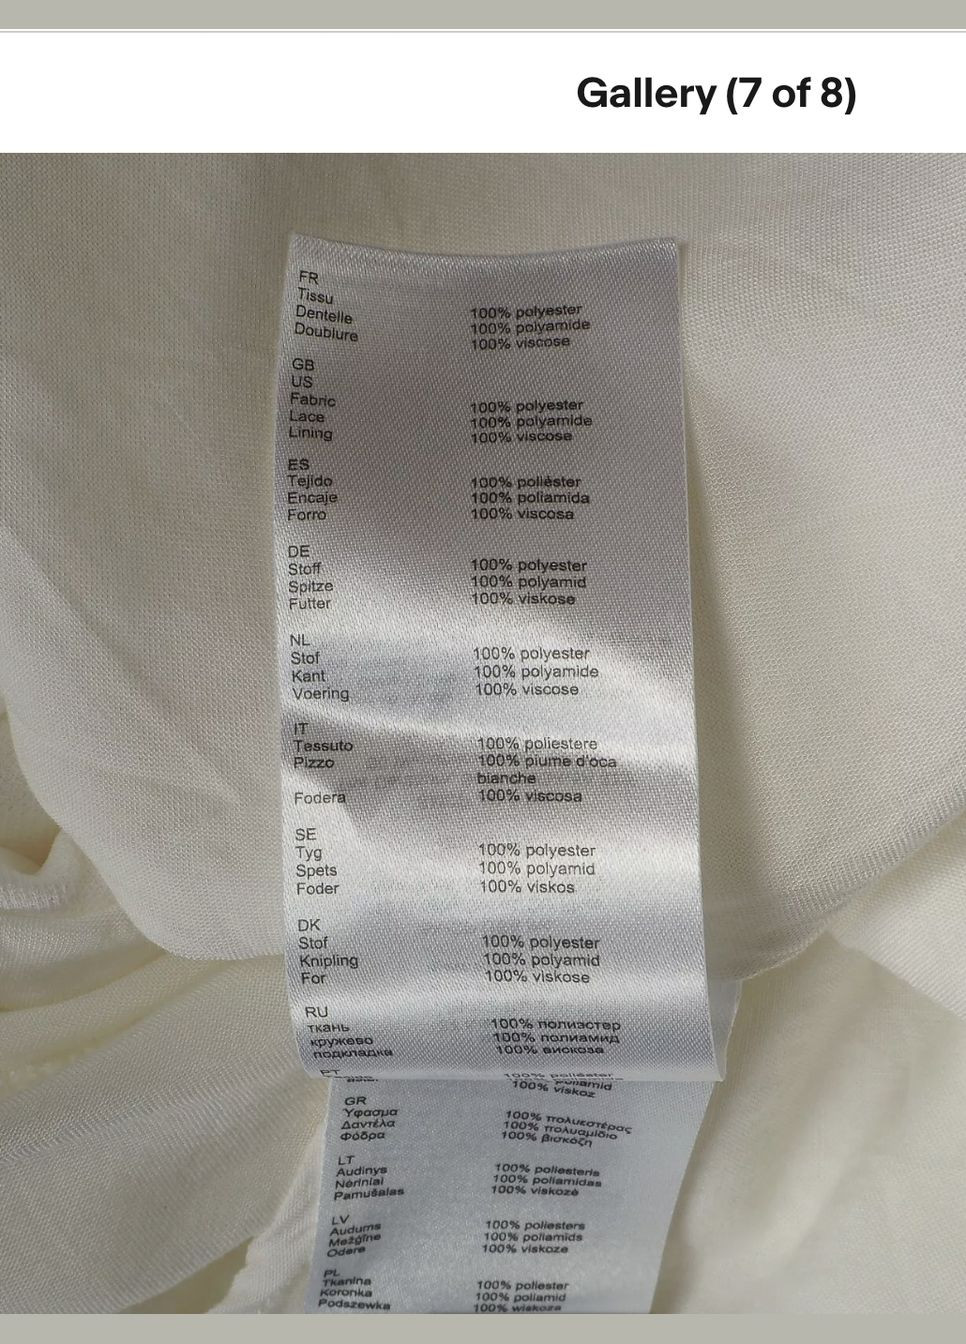 Gallery (7 of 8)
FR
Tissu 100% polyester
Dentelle 100% polyamide
Doublure 100% viscose
GB
US
Fabric 100% polyester
Lace 100% polyamide
Lining 100% viscose
ES
Tejido 100% polièster
Encaje 100% poliamida
Forro 100% viscosa
DE
Stoff 100% polyester
Spitze 100% polyamid
Futter 100% viskose
NL
Stof 100% polyester
Kant 100% polyamide
Voering 100% viscose
IT
Tessuto 100% poliestere
Pizzo 100% piume d'oca
bianche
Fodera 100% viscosa
SE
Tyg 100% polyester
Spets 100% polyamid
Foder 100% viskos
DK
Stof 100% polyester
Knipling 100% polyamid
For 100% viskose
RU
ткань 100% полиэстер
кружево 100% полиамид
подкладка 100% вискоза
PT 100% poliéster
100% viskoz
GR
Υφασμα 100% πολυεστέρας
Δαντέλα 100% πολυαμίδιο
Φόδρα 100% βισκόζη
LT
Audinys 100% poliesteris
Nėriniai 100% poliamidas
Pamušalas 100% viskozė
LV
Audums 100% poliesters
Mežģīne 100% poliamids
Odere 100% viskoze
PL
Tkanina 100% poliester
Koronka 100% poliamid
Podszewka 100% wiskoza